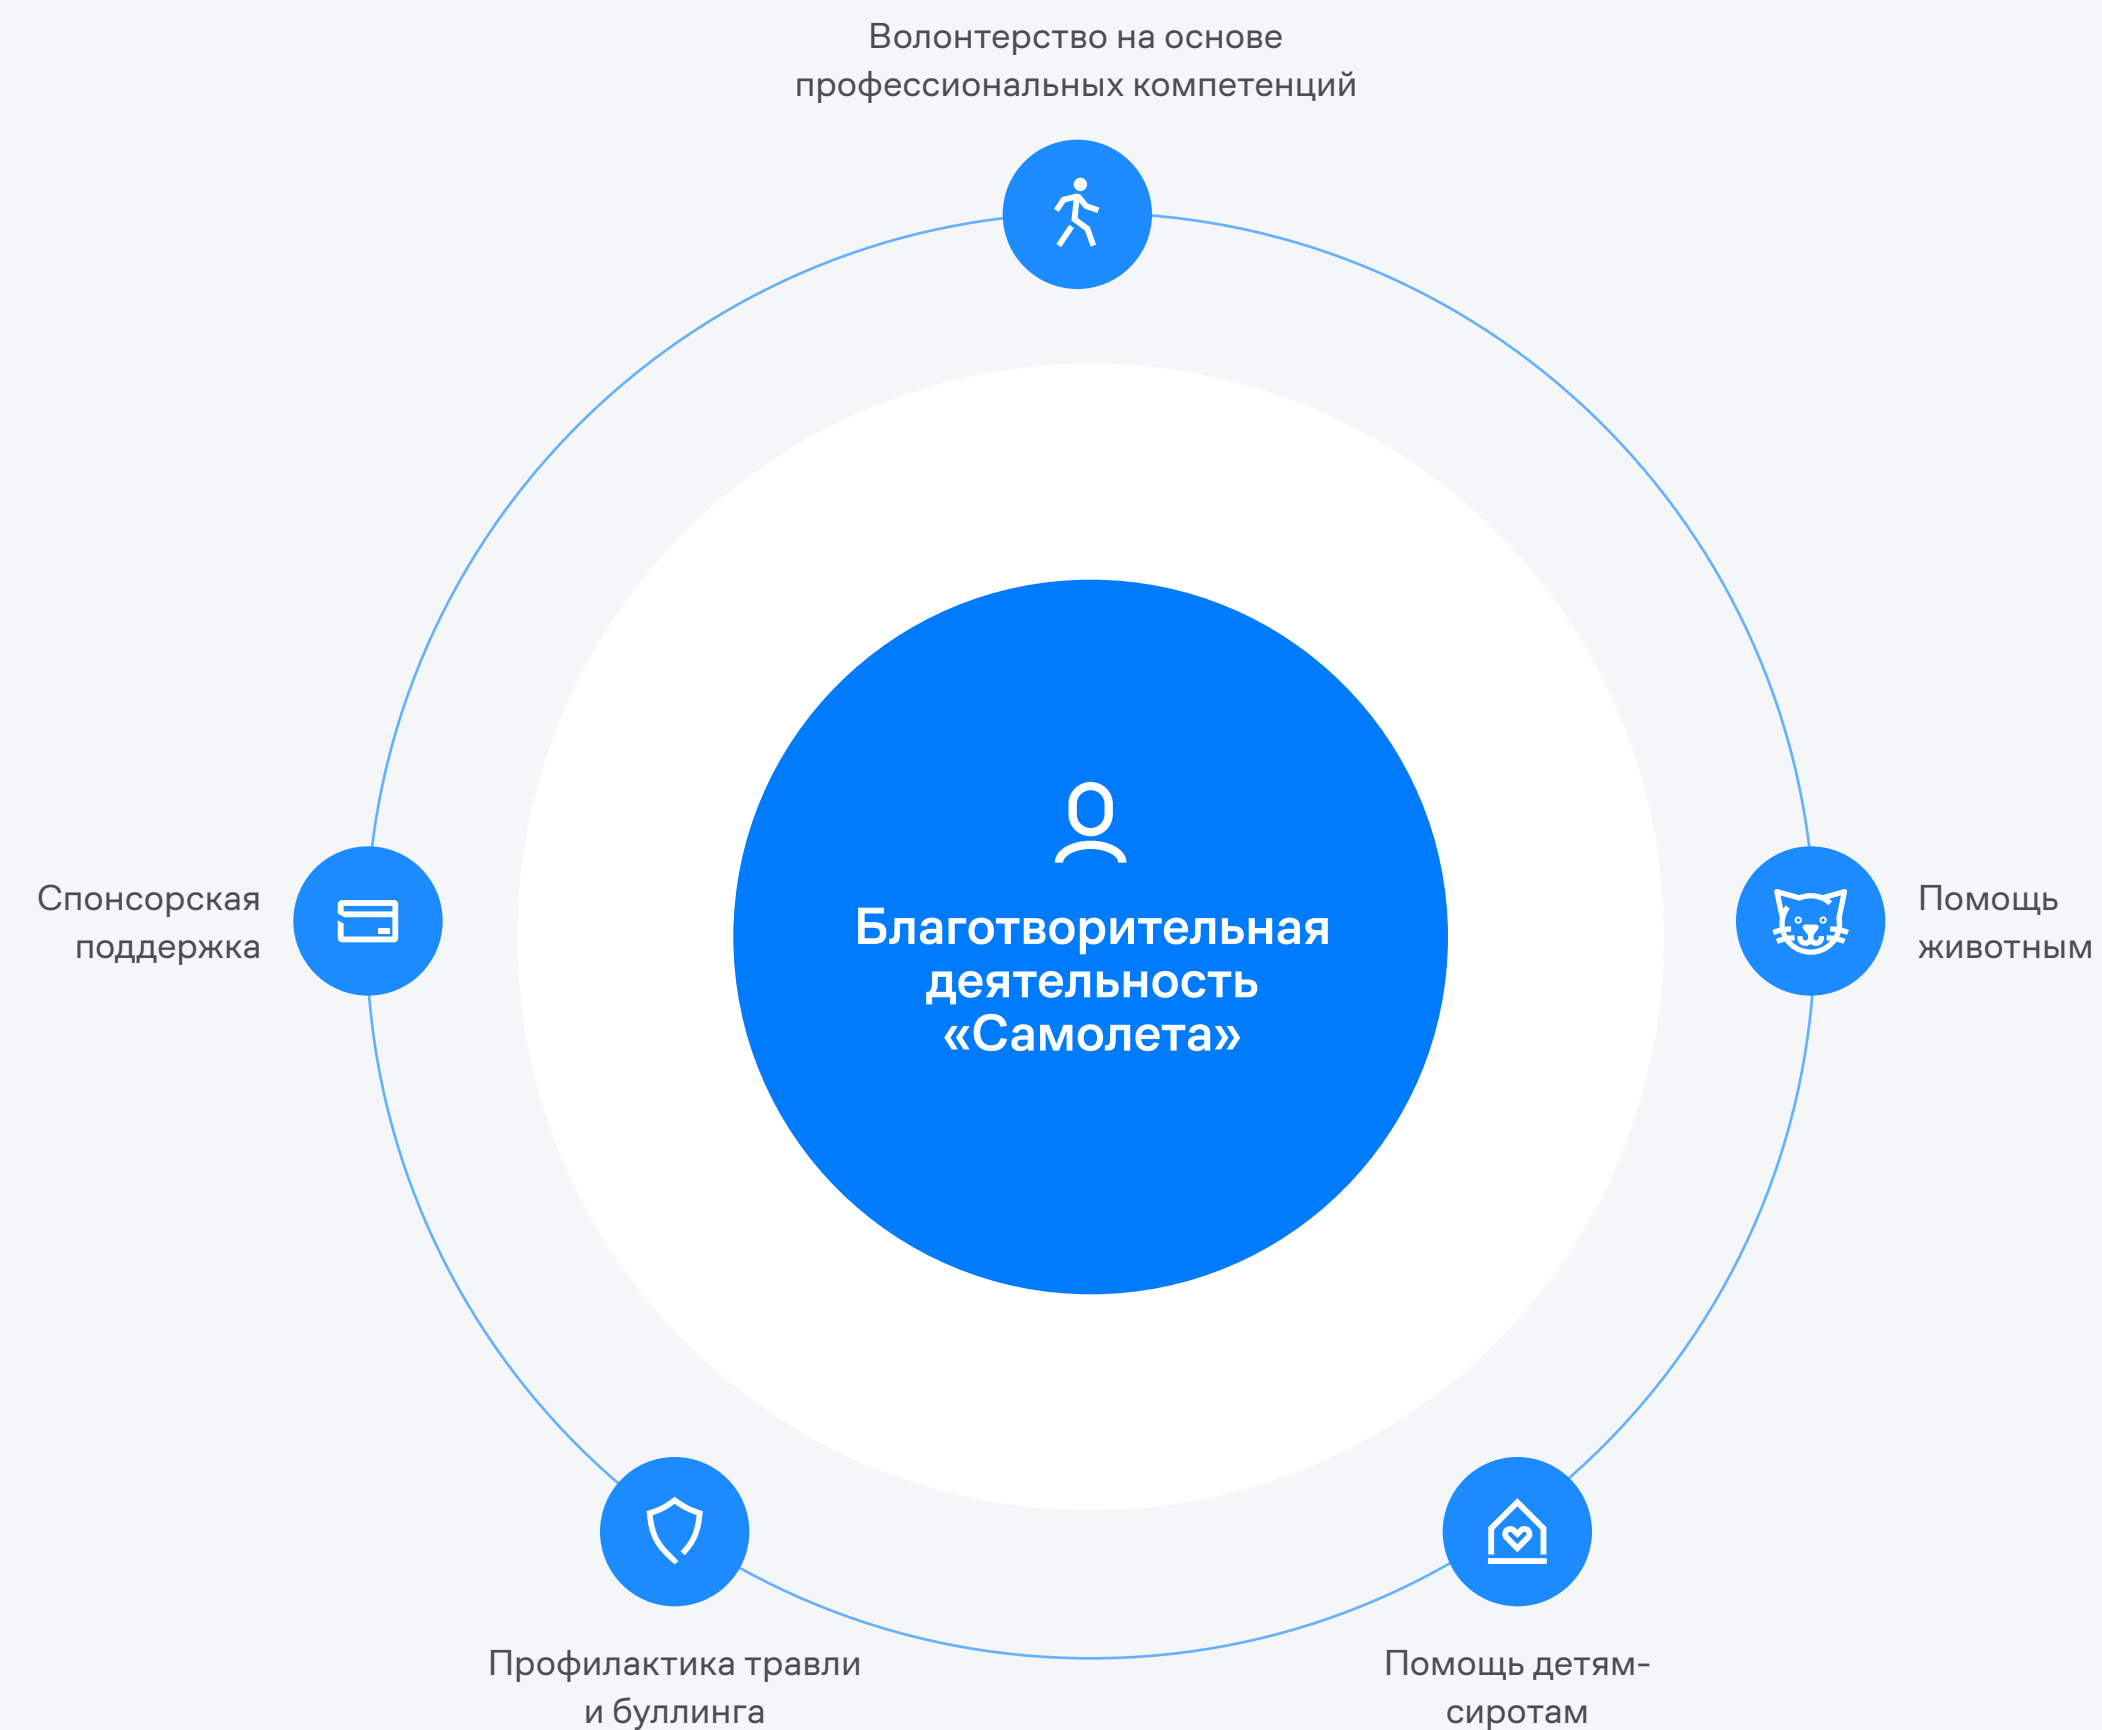 Волонтерство на основе
профессиональных компетенций
Спонсорская
поддержка
Благотворительная
деятельность
«Самолета»
Помощь
животным
Профилактика травли
и буллинга
Помощь детям-
сиротам